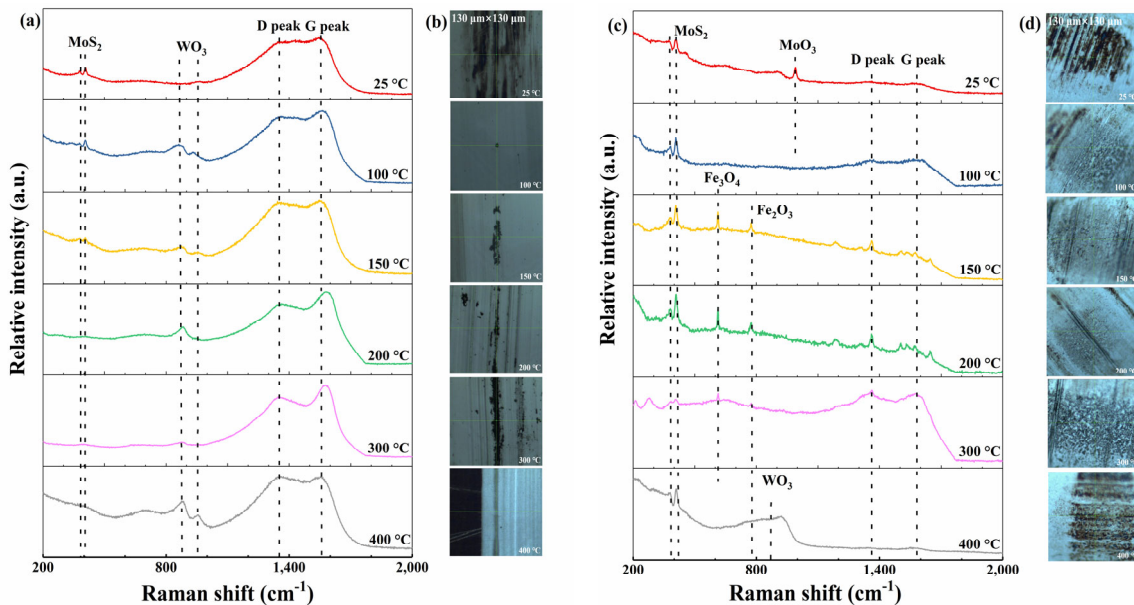 (a)
MoS2
WO3
D peak G peak
25 °C
100 °C
150 °C
200 °C
300 °C
400 °C
200
800
1,400
2,000
Raman shift (cm-1)
Relative intensity (a.u.)
(b)
130 μm×130 μm
25 °C
100 °C
150 °C
200 °C
300 °C
400 °C
(c)
MoS2
MoO3
D peak G peak
25 °C
100 °C
Fe3O4
Fe2O3
150 °C
200 °C
300 °C
WO3
400 °C
200
800
1,400
2,000
Raman shift (cm-1)
Relative intensity (a.u.)
(d)
130 μm×130 μm
25 °C
100 °C
150 °C
200 °C
300 °C
400 °C